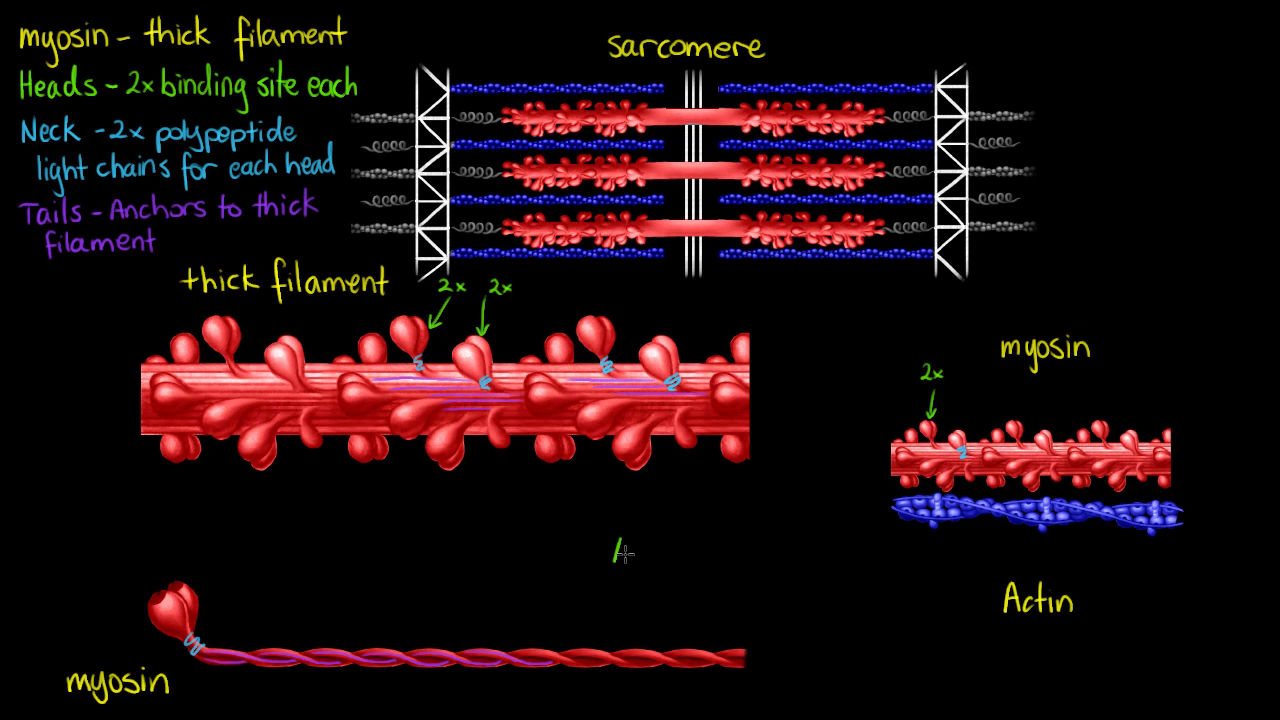 myosin - thick filament
Heads - 2x binding site each
Neck - 2x polypeptide
light chains for each head
Tails - Anchors to thick
filament
sarcomere
thick filament
2x 2x
myosin
2x
Actin
myosin